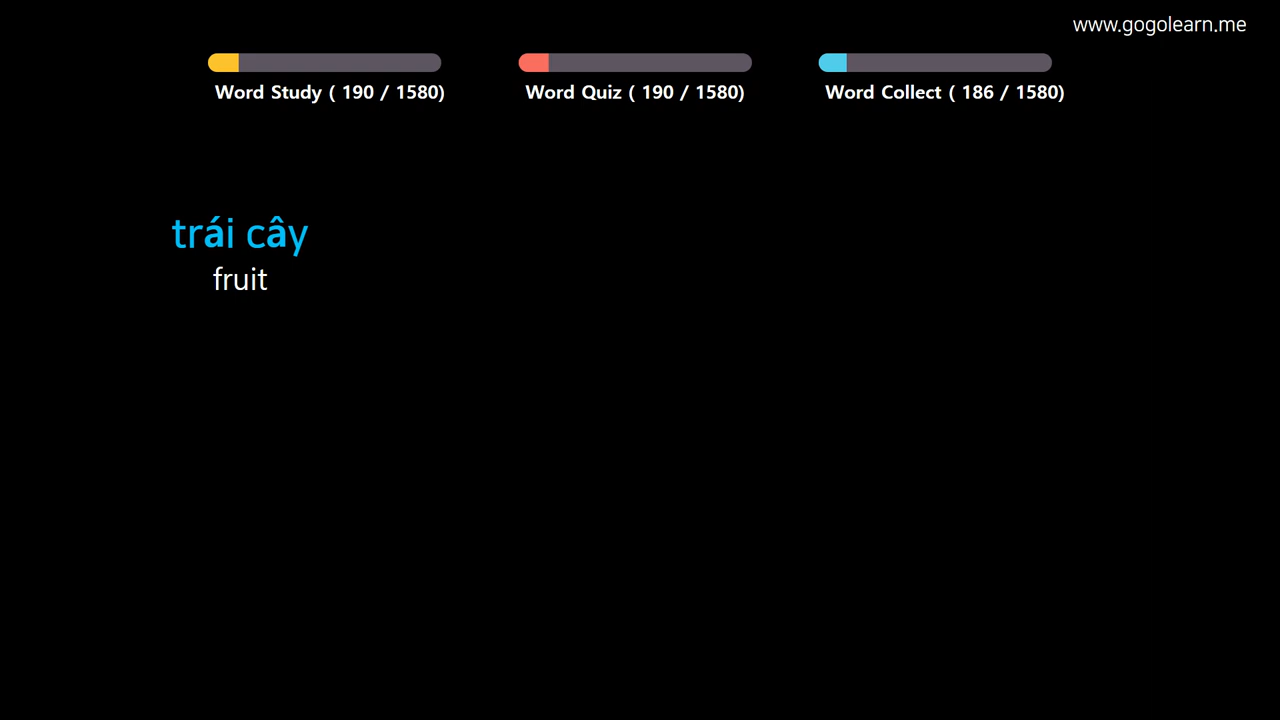 www.gogolearn.me
Word Study ( 190 / 1580)
Word Quiz ( 190 / 1580)
Word Collect ( 186 / 1580)
trái cây
fruit